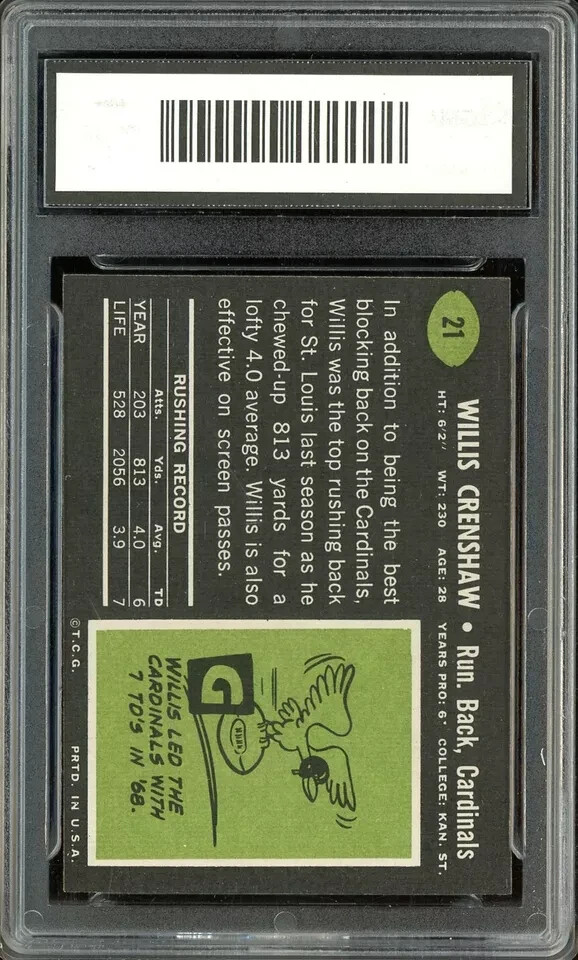 21
WILLIS CRENSHAW • Run. Back, Cardinals
HT: 6'2" WT: 230 AGE: 28 YEARS PRO: 6' COLLEGE: KAN. ST.
In addition to being the best
blocking back on the Cardinals,
Willis was the top rushing back
for St. Louis last season as he
chewed-up 813 yards for a
lofty 4.0 average. Willis is also
effective on screen passes.
RUSHING RECORD
Atts. Yds. Avg. TD
YEAR 203 813 4.0 6
LIFE 528 2056 3.9 7
G
WILLIS LED THE
CARDINALS WITH
7 TD'S IN '68.
©T.C.G. PRTD. IN U.S.A.